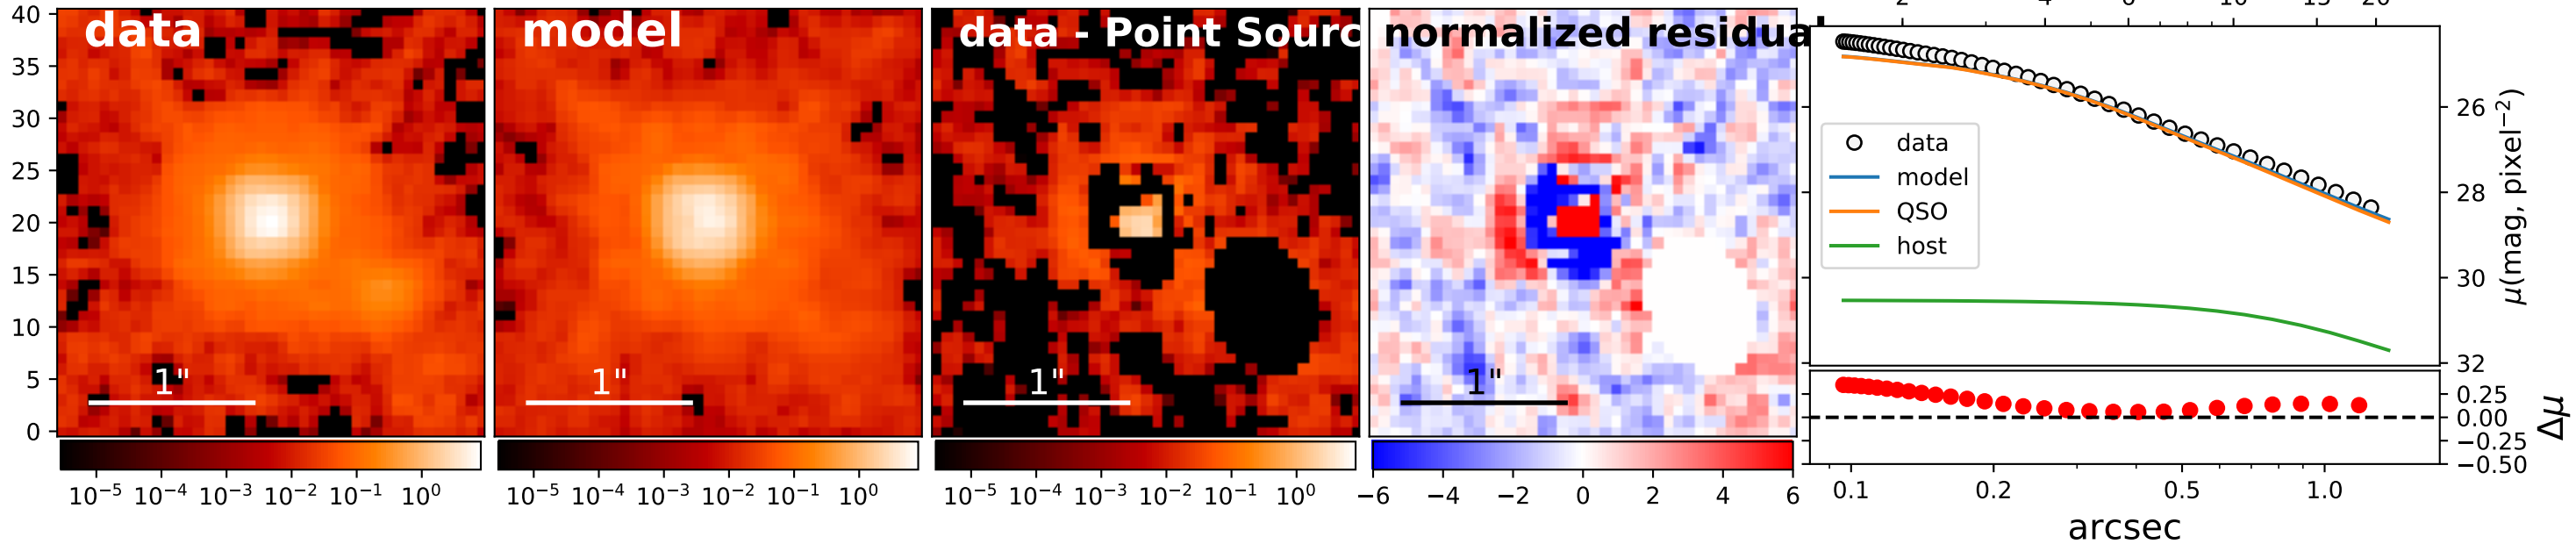 data
model
data - Point Sourc
normalized residual
40
35
30
25
20
15
10
5
0
1"
1"
1"
1"
10⁻⁵ 10⁻⁴ 10⁻³ 10⁻² 10⁻¹ 10⁰
10⁻⁵ 10⁻⁴ 10⁻³ 10⁻² 10⁻¹ 10⁰
10⁻⁵ 10⁻⁴ 10⁻³ 10⁻² 10⁻¹ 10⁰
−6 −4 −2 0 2 4 6
2 4 6 10 15 20
data
model
QSO
host
26
28
30
32
μ(mag, pixel⁻²)
0.25
0.00
−0.25
−0.50
Δμ
0.1 0.2 0.5 1.0
arcsec